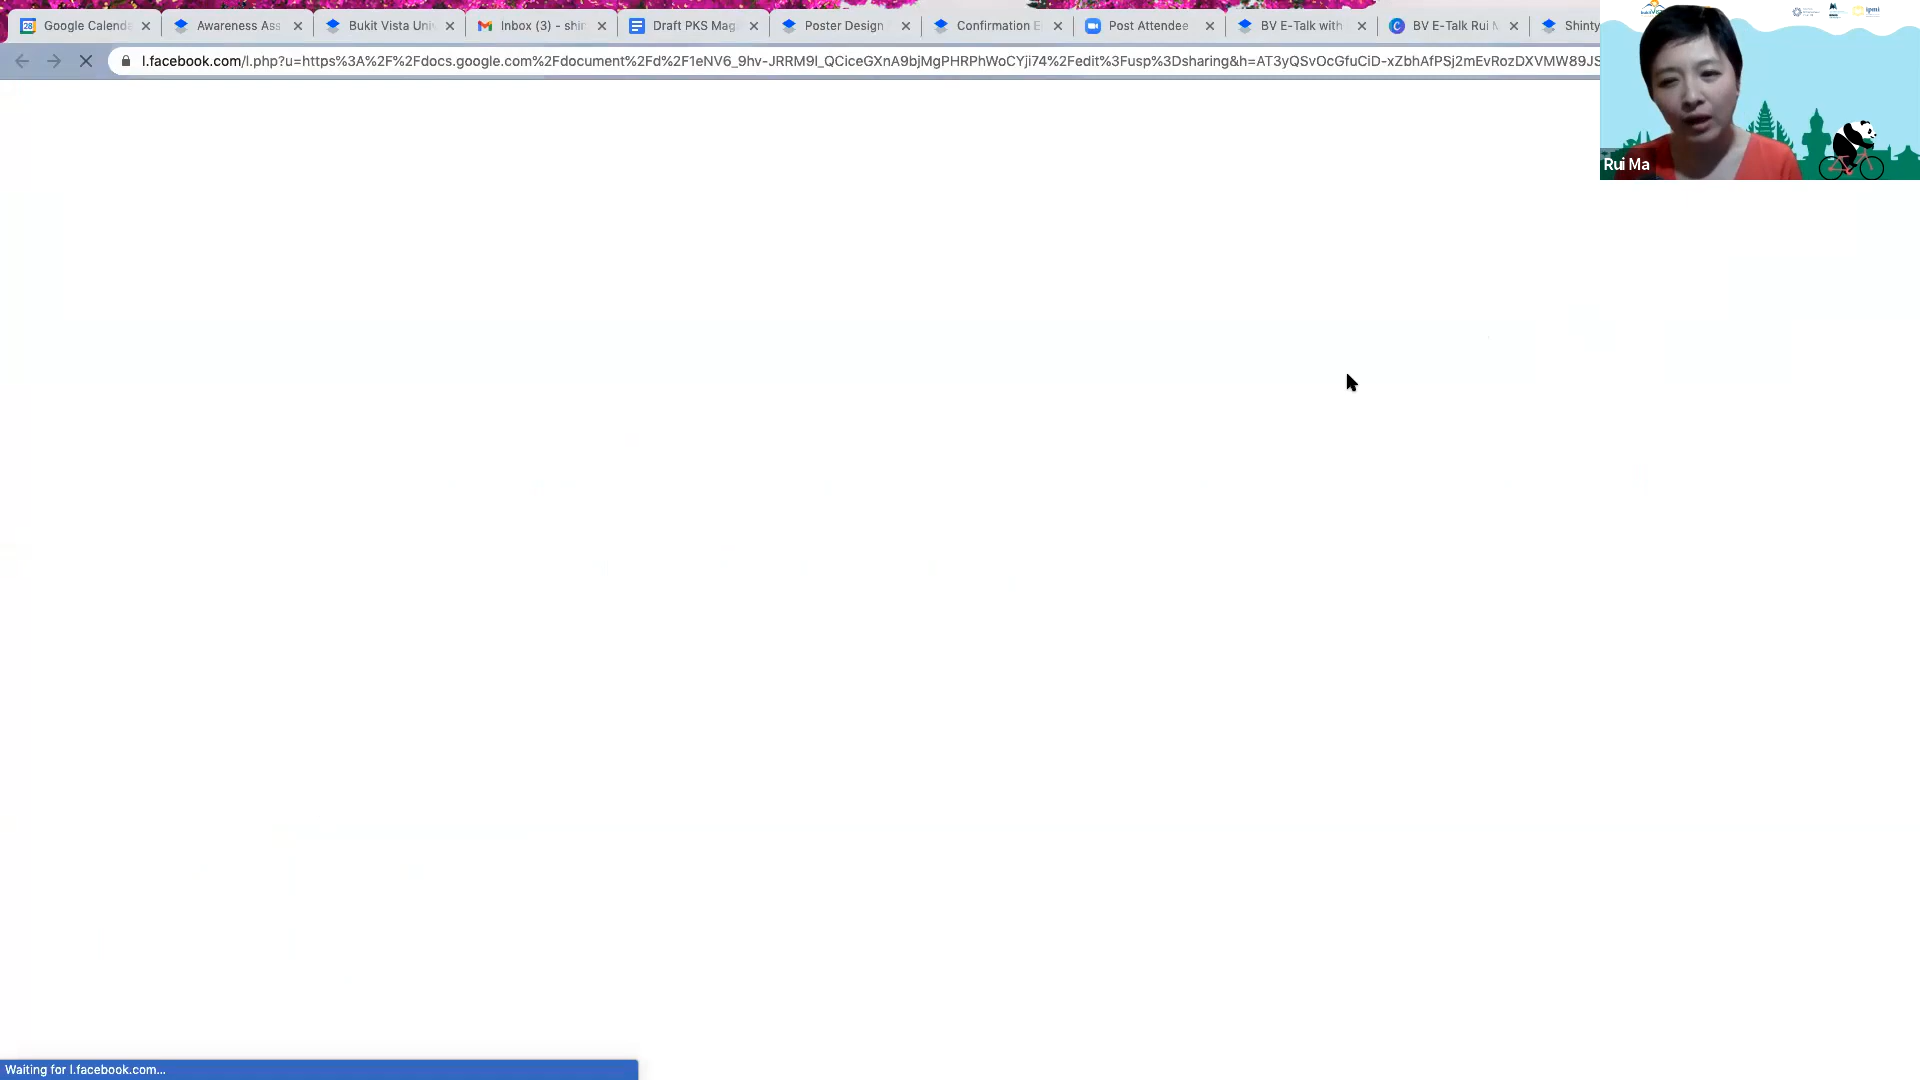 Google Calenda
Awareness Ass
Bukit Vista Univ
Inbox (3) - shin
Draft PKS Mag
Poster Design
Confirmation E
Post Attendee
BV E-Talk with
BV E-Talk Rui M
Shinty
l.facebook.com/l.php?u=https%3A%2F%2Fdocs.google.com%2Fdocument%2Fd%2F1eNV6_9hv-JRRM9l_QCiceGXnA9bjMgPHRPhWoCYji74%2Fedit%3Fusp%3Dsharing&h=AT3yQSvOcGfuCiD-xZbhAfPSj2mEvRozDXVMW89JS
ipmi
Rui Ma
Waiting for l.facebook.com...